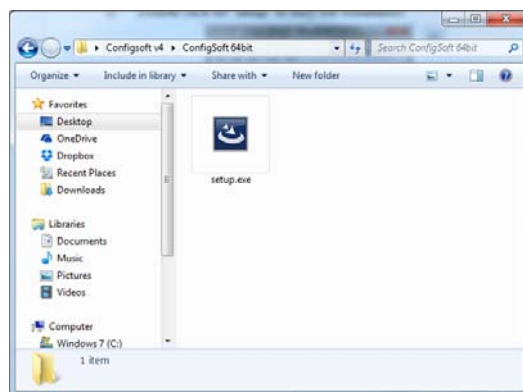 Configsoft v4 ▸ ConfigSoft 64bit
Search ConfigSoft 64bit
Organize
Include in library
Share with
New folder
Favorites
Desktop
OneDrive
Dropbox
Recent Places
Downloads
Libraries
Documents
Music
Pictures
Videos
Computer
Windows 7 (C:)
setup.exe
1 item